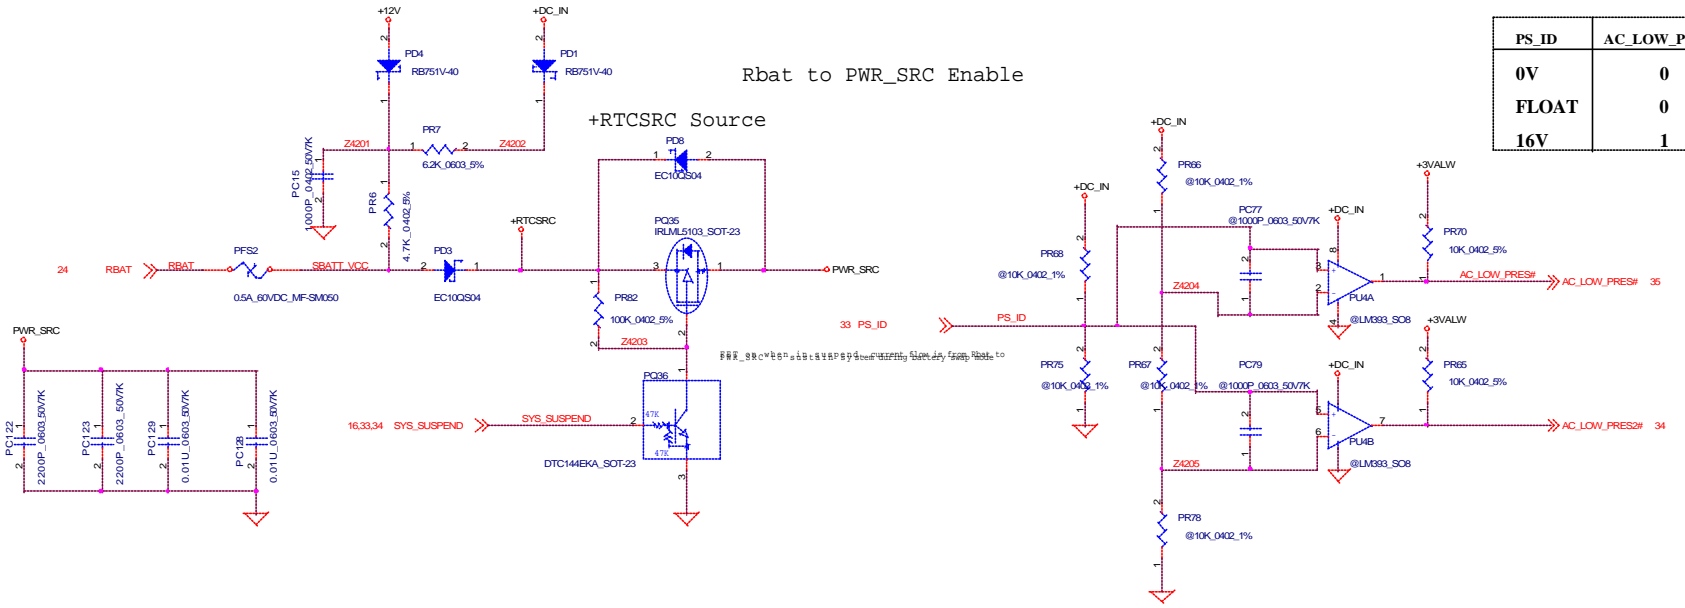 +12V
+DC_IN
PD4
RB751V-40
PD1
RB751V-40
Rbat to PWR_SRC Enable
+RTCSRC Source
PS_ID AC_LOW_P
0V 0
FLOAT 0
16V 1
Z4201
PR7
6.2K_0603_5%
Z4202
PC15
1000P_0402_50V7K
PR6
4.7K_0402_5%
PD8
EC10QS04
+RTCSRC
PQ35
IRLML5103_SOT-23
24 RBAT
RBAT
PFS2
0.5A_60VDC_MF-SM050
SBATT_VCC
PD3
EC10QS04
PWR_SRC
PR82
100K_0402_5%
Z4203
PQ36
47K
47K
DTC144EKA_SOT-23
16,33,34 SYS_SUSPEND
SYS_SUSPEND
PWR_SRC
PC122
2200P_0603_50V7K
PC123
2200P_0603_50V7K
PC129
0.01U_0603_50V7K
PC128
0.01U_0603_50V7K
+DC_IN
PR66
@10K_0402_1%
+DC_IN
PR68
@10K_0402_1%
PC77
@1000P_0603_50V7K
+DC_IN
+3VALW
PR70
10K_0402_5%
Z4204
PU4A
@LM393_SO8
AC_LOW_PRES#
AC_LOW_PRES# 35
33 PS_ID
PS_ID
PR75
@10K_0402_1%
PR67
@10K_0402_1%
PC79
@1000P_0603_50V7K
+DC_IN
+3VALW
PR65
10K_0402_5%
PU4B
@LM393_SO8
AC_LOW_PRES2# 34
Z4205
PR78
@10K_0402_1%